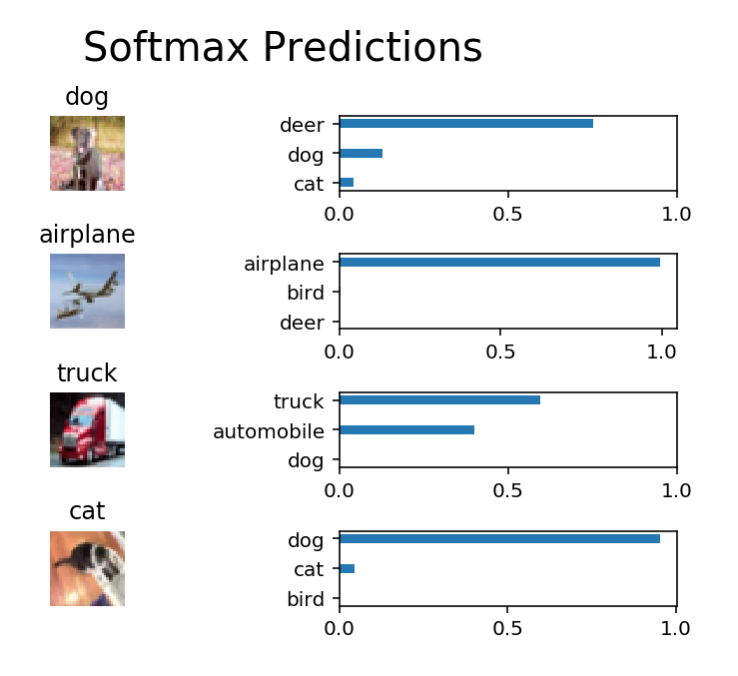 Softmax Predictions
dog
deer
dog
cat
0.0 0.5 1.0
airplane
airplane
bird
deer
0.0 0.5 1.0
truck
truck
automobile
dog
0.0 0.5 1.0
cat
dog
cat
bird
0.0 0.5 1.0